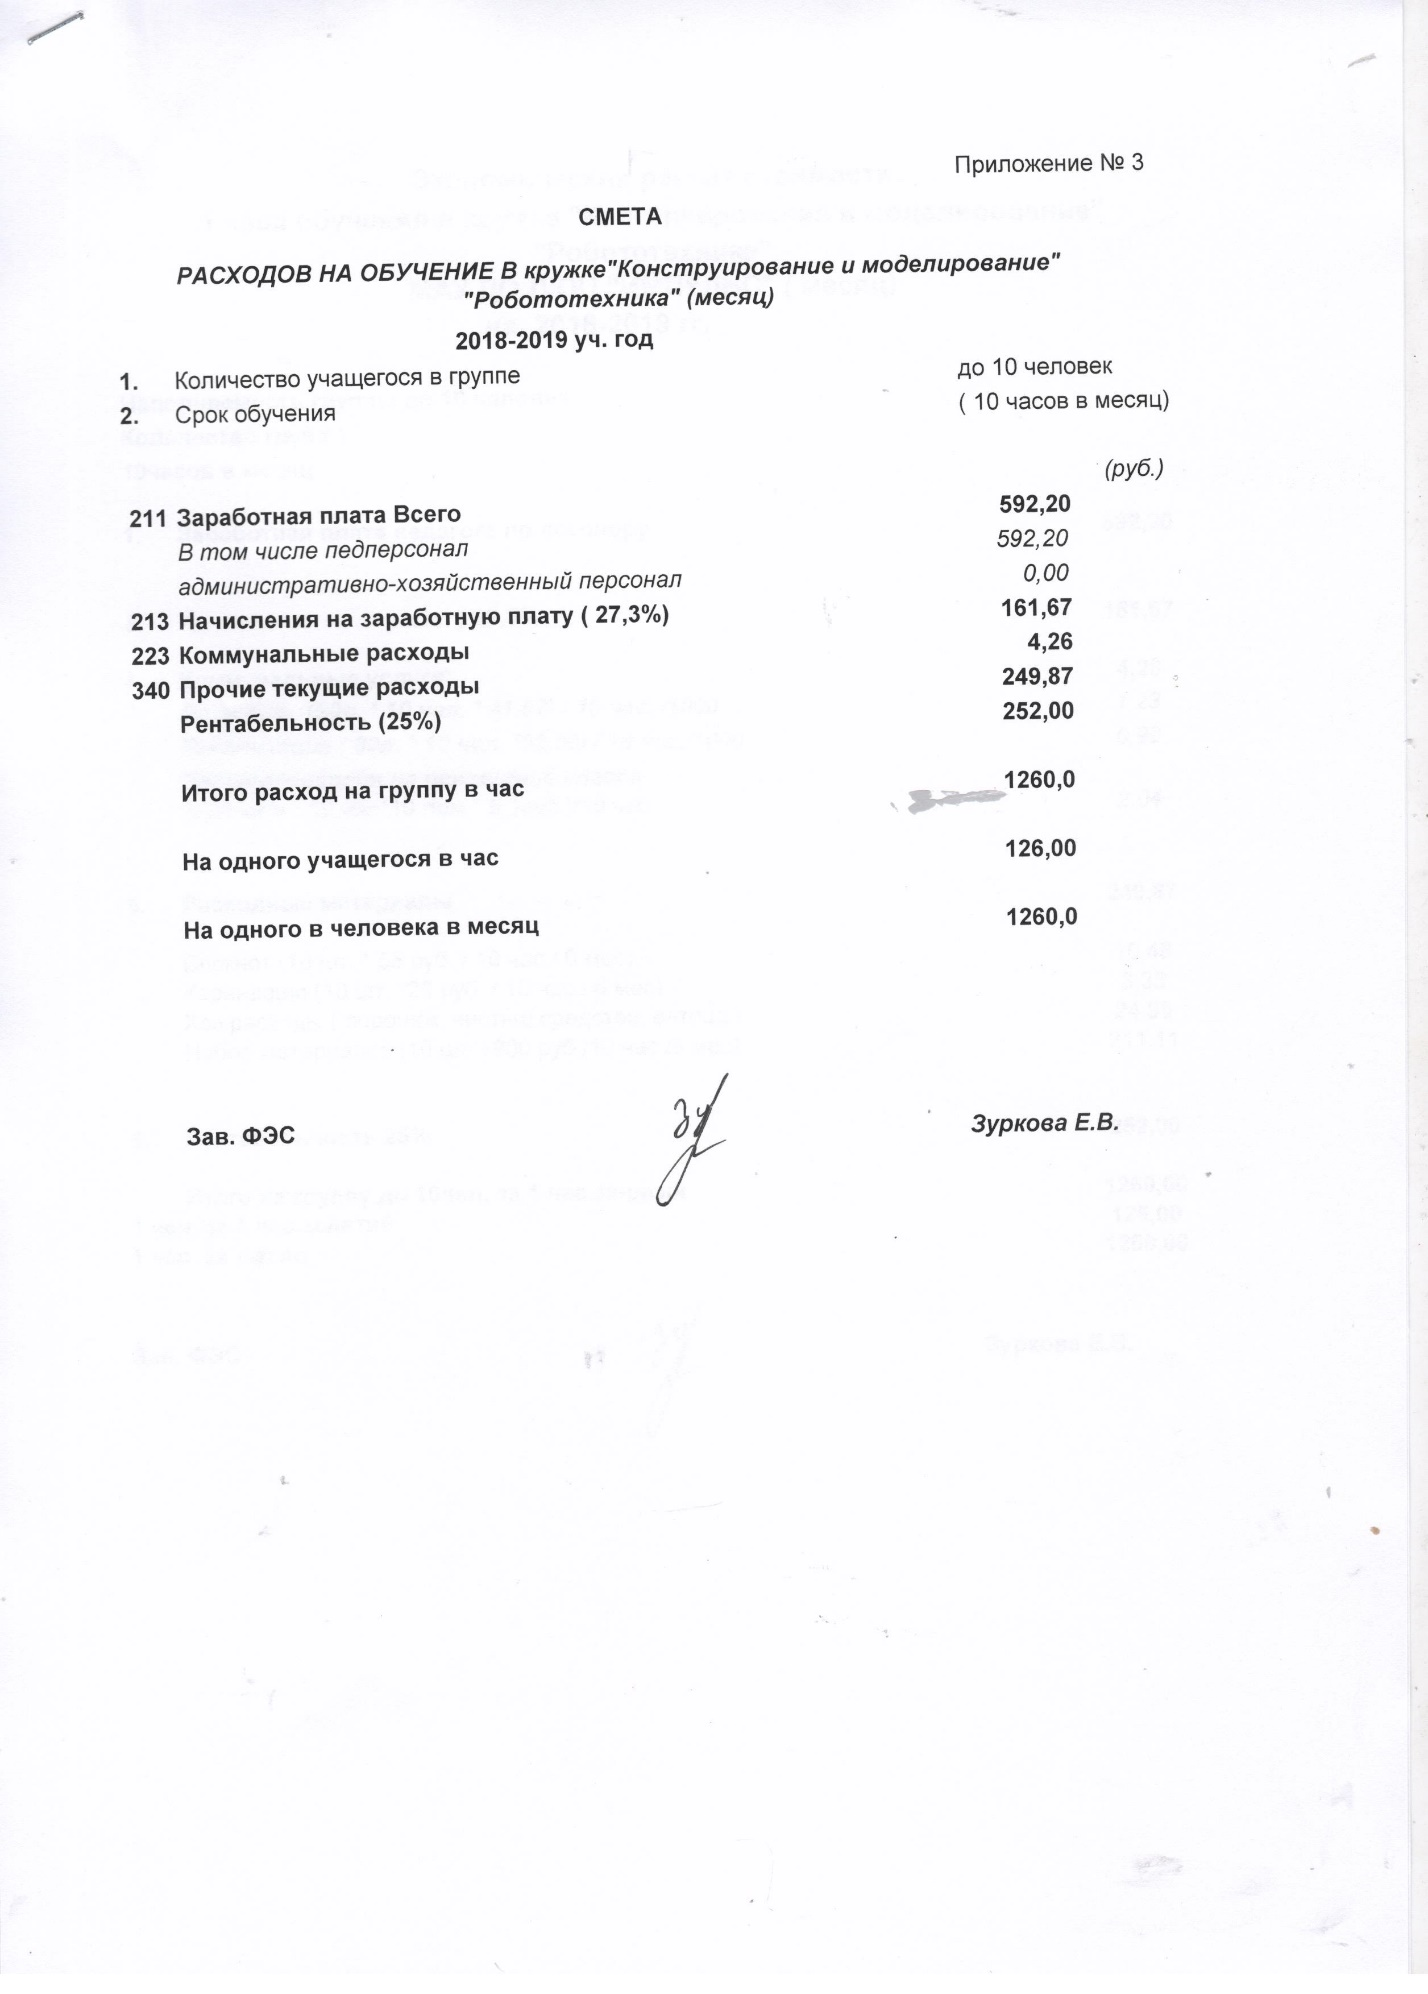 Приложение № 3
СМЕТА
РАСХОДОВ НА ОБУЧЕНИЕ В кружке"Конструирование и моделирование"
"Робототехника" (месяц)
2018-2019 уч. год
1. Количество учащегося в группе до 10 человек
2. Срок обучения ( 10 часов в месяц)
(руб.)
211 Заработная плата Всего 592,20
В том числе педперсонал 592,20
административно-хозяйственный персонал 0,00
213 Начисления на заработную плату ( 27,3%) 161,67
223 Коммунальные расходы 4,26
340 Прочие текущие расходы 249,87
Рентабельность (25%) 252,00
Итого расход на группу в час 1260,0
На одного учащегося в час 126,00
На одного в человека в месяц 1260,0
Зав. ФЭС Зуркова Е.В.